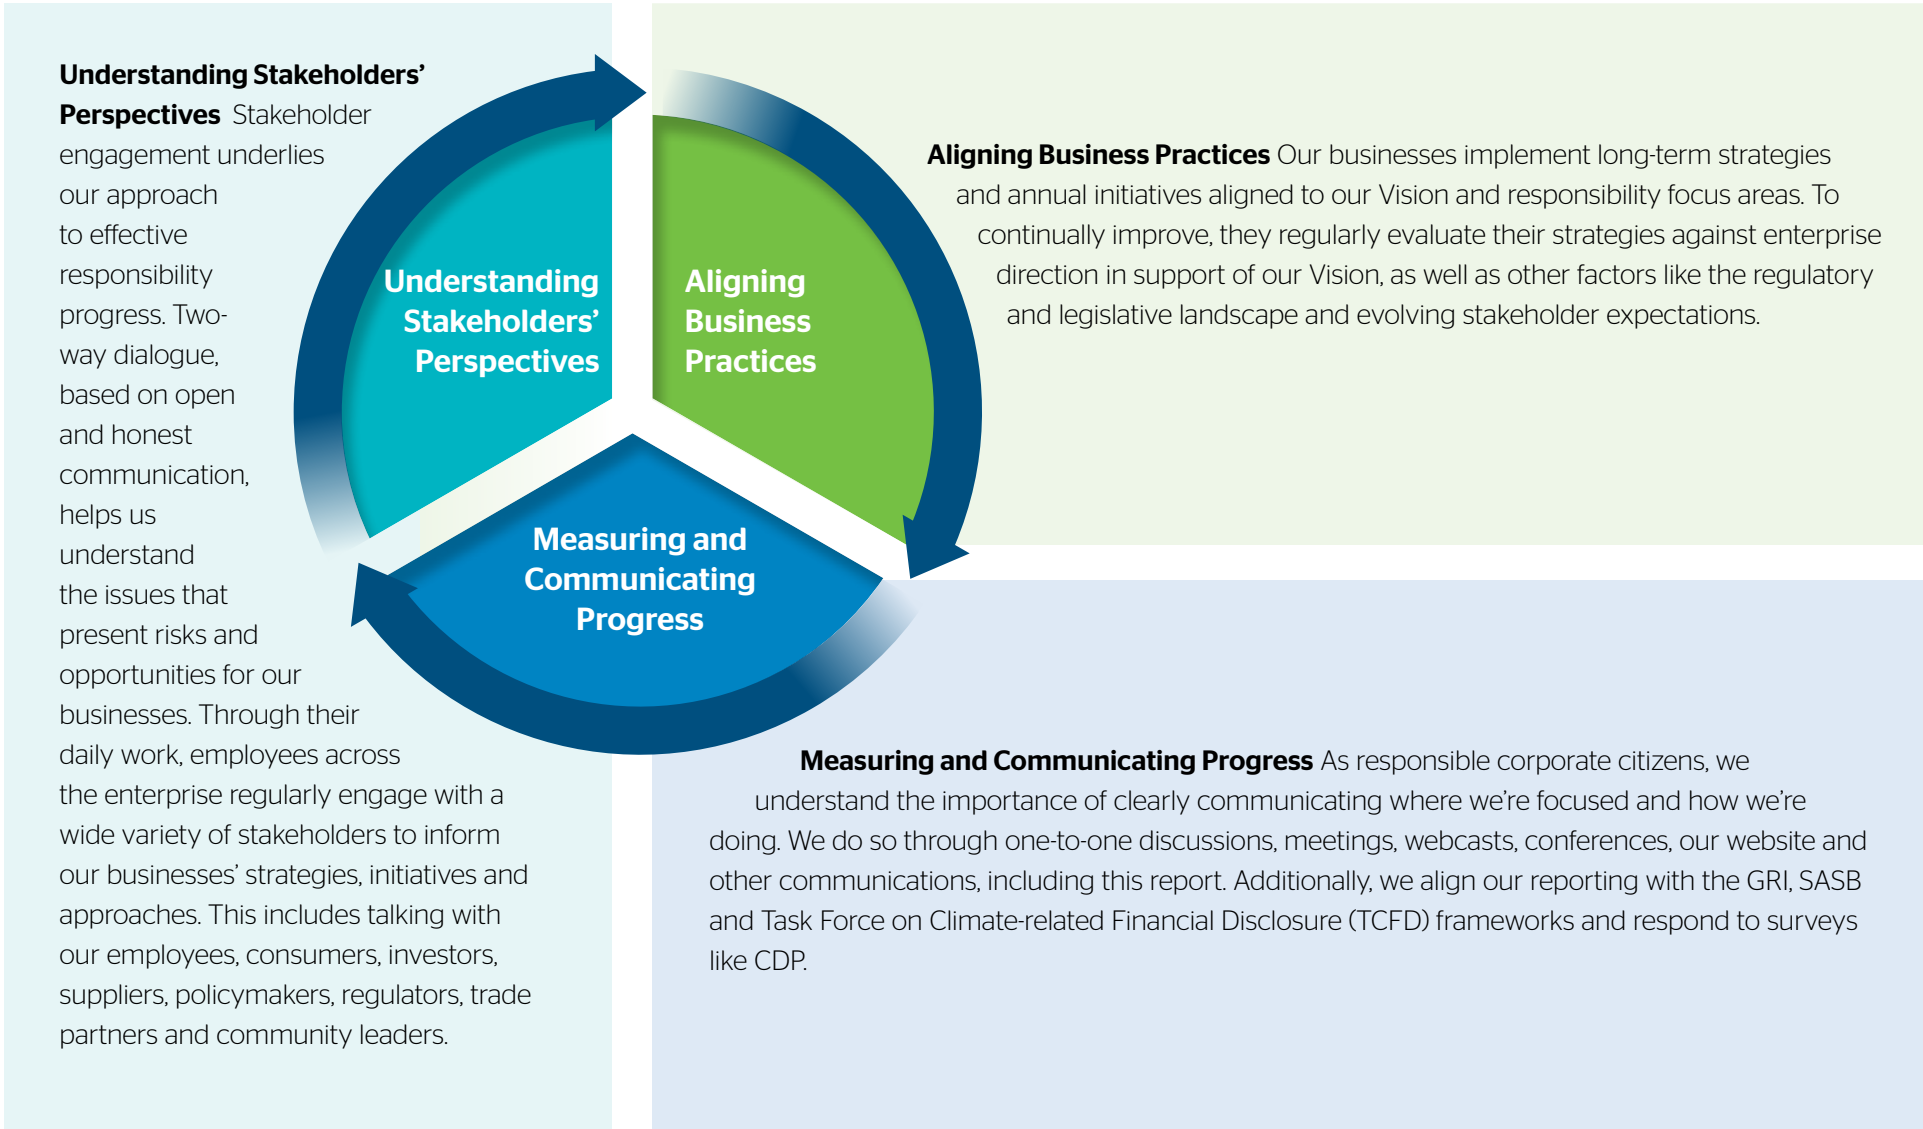 Understanding Stakeholders’
Perspectives Stakeholder
engagement underlies
our approach
to effective
responsibility
progress. Two-
way dialogue,
based on open
and honest
communication,
helps us
understand
the issues that
present risks and
opportunities for our
businesses. Through their
daily work, employees across
the enterprise regularly engage with a
wide variety of stakeholders to inform
our businesses’ strategies, initiatives and
approaches. This includes talking with
our employees, consumers, investors,
suppliers, policymakers, regulators, trade
partners and community leaders.
Understanding
Stakeholders’
Perspectives
Aligning
Business
Practices
Measuring and
Communicating
Progress
Aligning Business Practices Our businesses implement long-term strategies
and annual initiatives aligned to our Vision and responsibility focus areas. To
continually improve, they regularly evaluate their strategies against enterprise
direction in support of our Vision, as well as other factors like the regulatory
and legislative landscape and evolving stakeholder expectations.
Measuring and Communicating Progress As responsible corporate citizens, we
understand the importance of clearly communicating where we’re focused and how we’re
doing. We do so through one-to-one discussions, meetings, webcasts, conferences, our website and
other communications, including this report. Additionally, we align our reporting with the GRI, SASB
and Task Force on Climate-related Financial Disclosure (TCFD) frameworks and respond to surveys
like CDP.